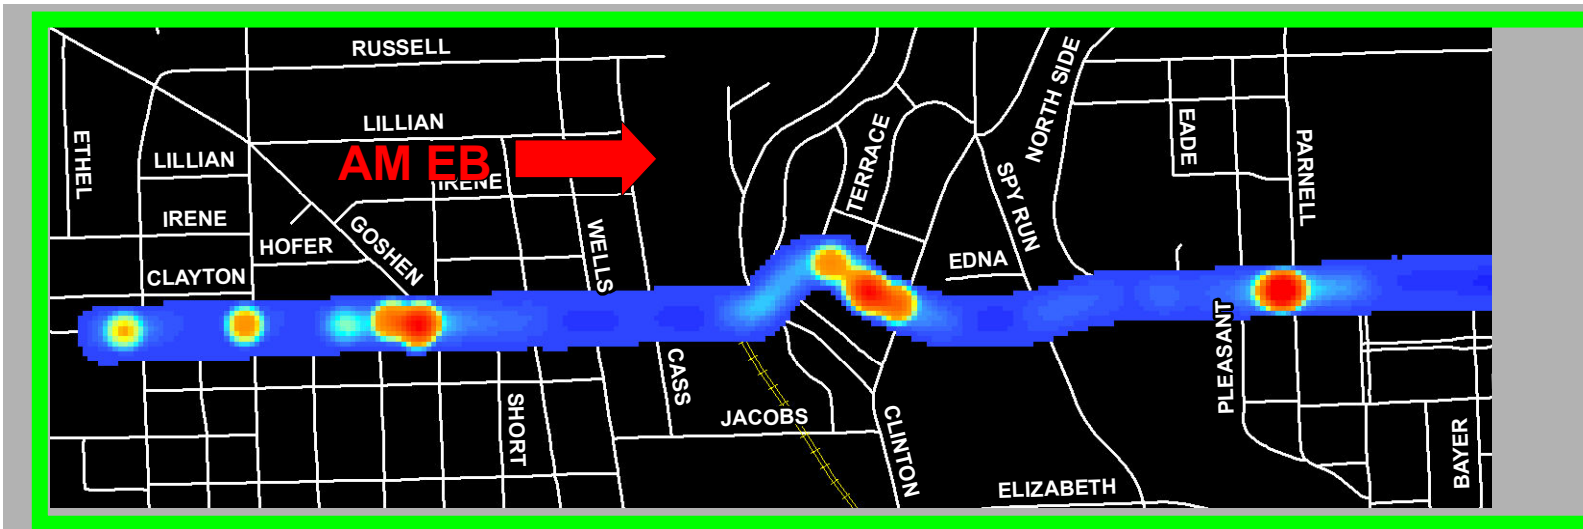 RUSSELL
NORTH SIDE
LILLIAN
EADE
ETHEL
LILLIAN
AM EB
TERRACE
PARNELL
IRENE
SPY RUN
IRENE
GOSHEN
HOFER
WELLS
EDNA
CLAYTON
PLEASANT
CASS
SHORT
JACOBS
CLINTON
BAYER
ELIZABETH